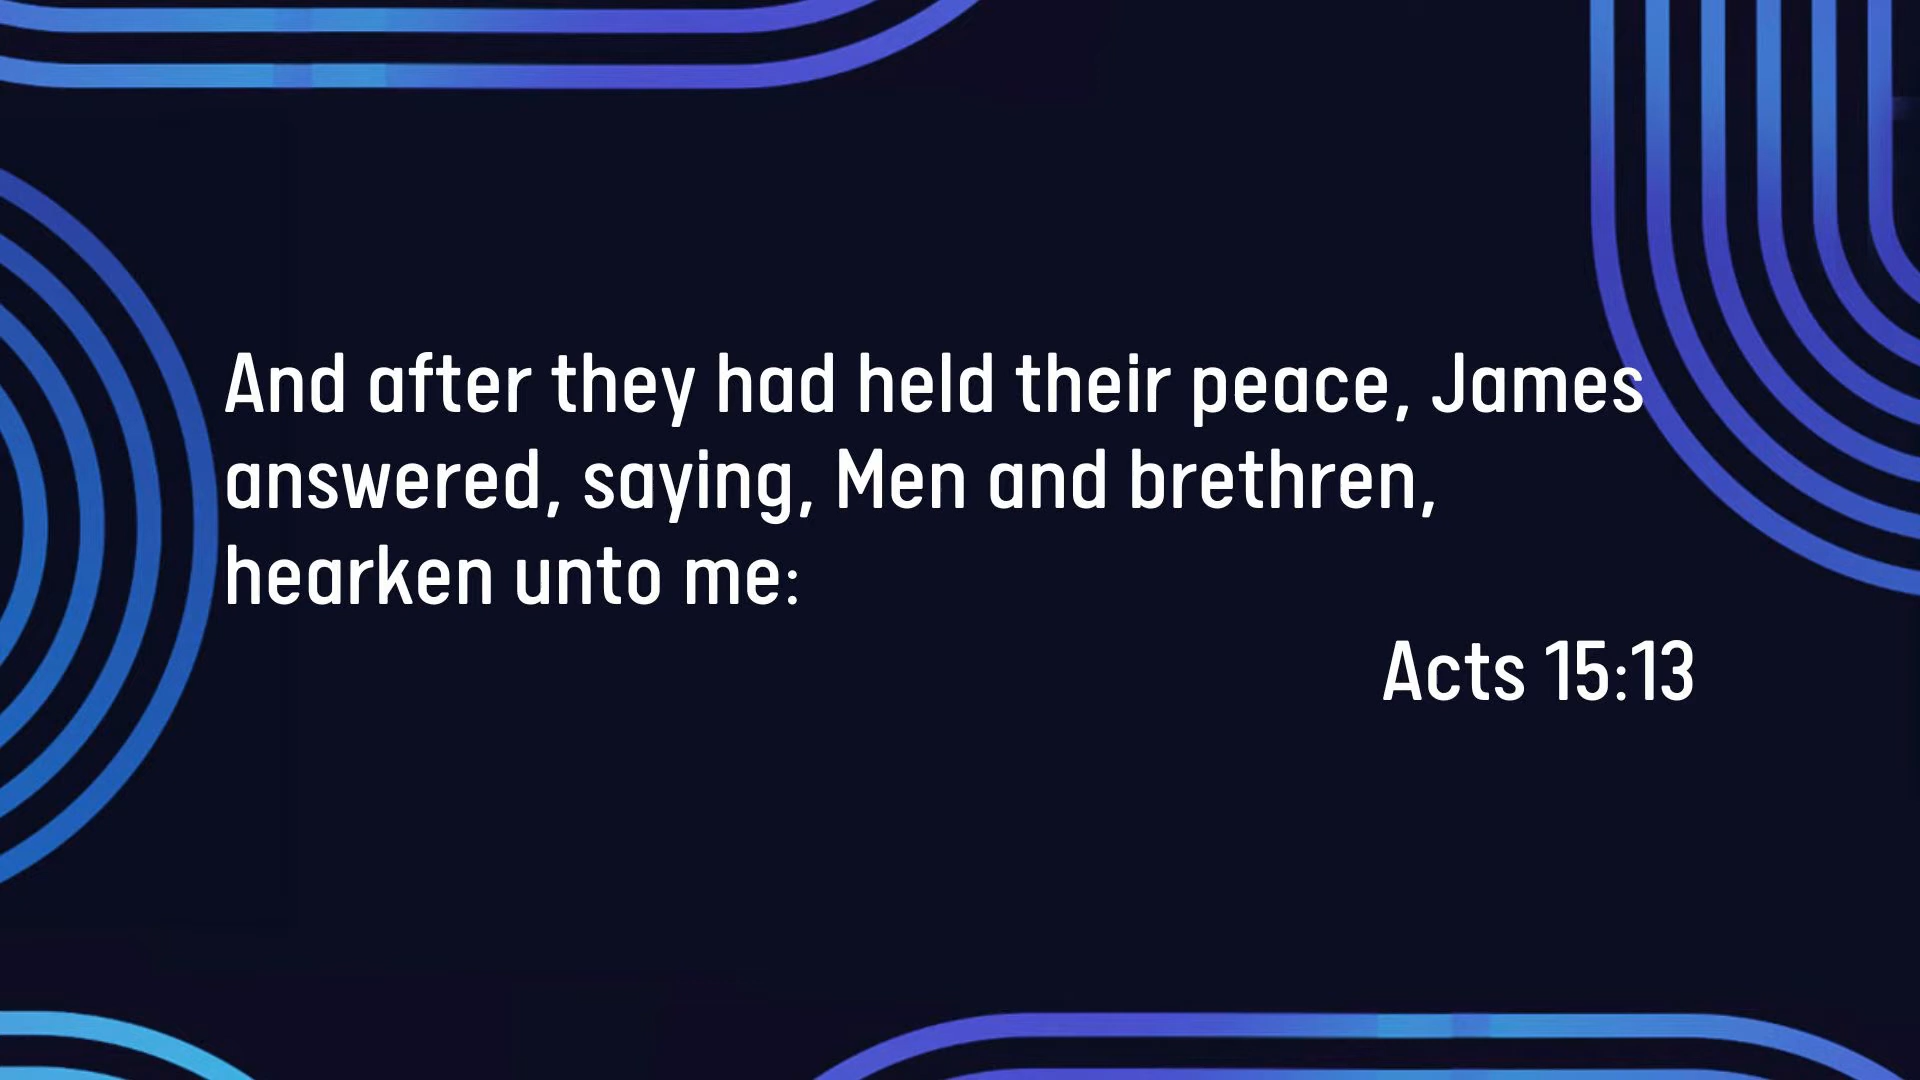 And after they had held their peace, James
answered, saying, Men and brethren,
hearken unto me:
Acts 15:13